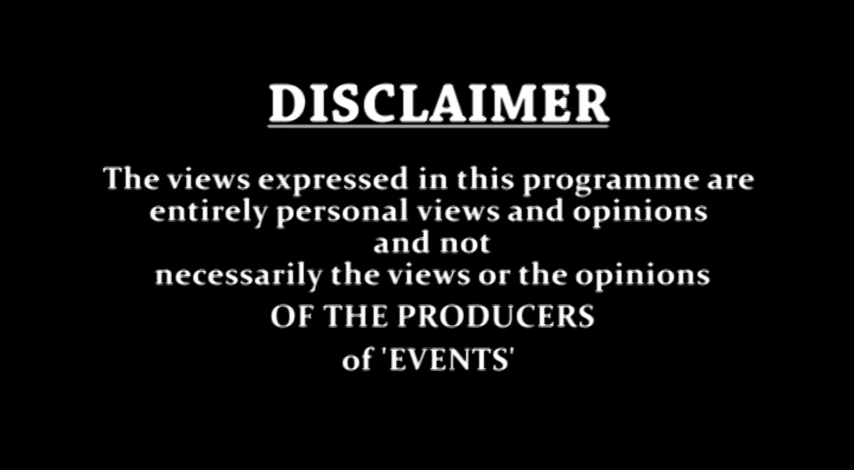 DISCLAIMER
The views expressed in this programme are
entirely personal views and opinions
and not
necessarily the views or the opinions
OF THE PRODUCERS
of 'EVENTS'